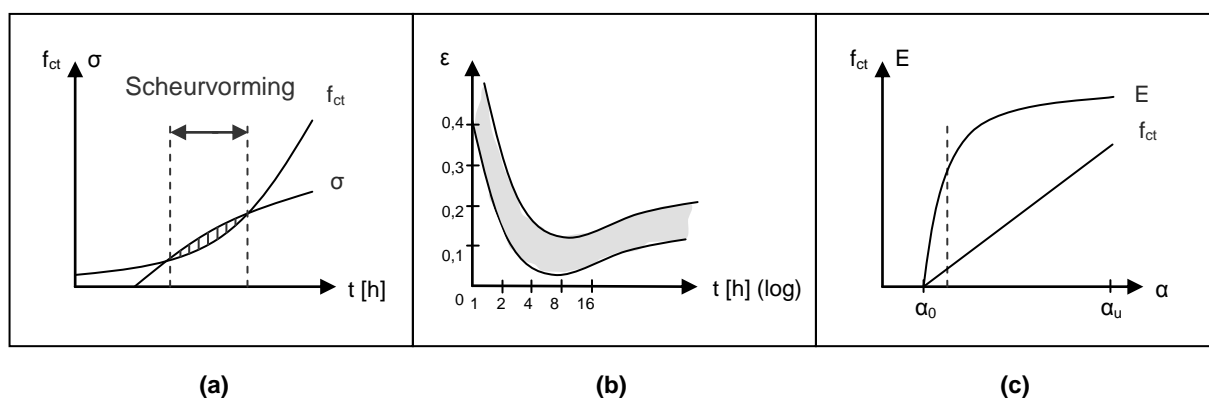 f_ct σ
Scheurvorming
f_ct
σ
t [h]
ε
0,4
0,3
0,2
0,1
0
1 2 4 8 16
t [h] (log)
f_ct E
E
f_ct
α₀ α_u
α
(a) (b) (c)